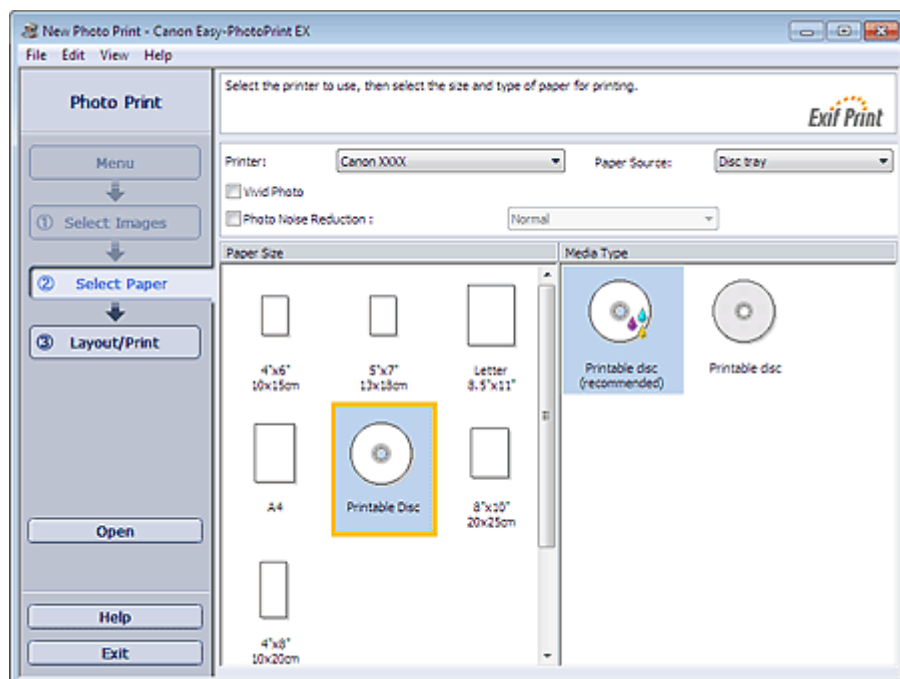 New Photo Print - Canon Easy-PhotoPrint EX
File Edit View Help
Photo Print
Select the printer to use, then select the size and type of paper for printing.
Exif Print
Menu
① Select Images
② Select Paper
③ Layout/Print
Open
Help
Exit
Printer: Canon XXXX Paper Source: Disc tray
Vivid Photo
Photo Noise Reduction : Normal
Paper Size
4"x6"
10x15cm
5"x7"
13x18cm
Letter
8.5"x11"
A4
Printable Disc
8"x10"
20x25cm
4"x8"
10x20cm
Media Type
Printable disc
(recommended)
Printable disc